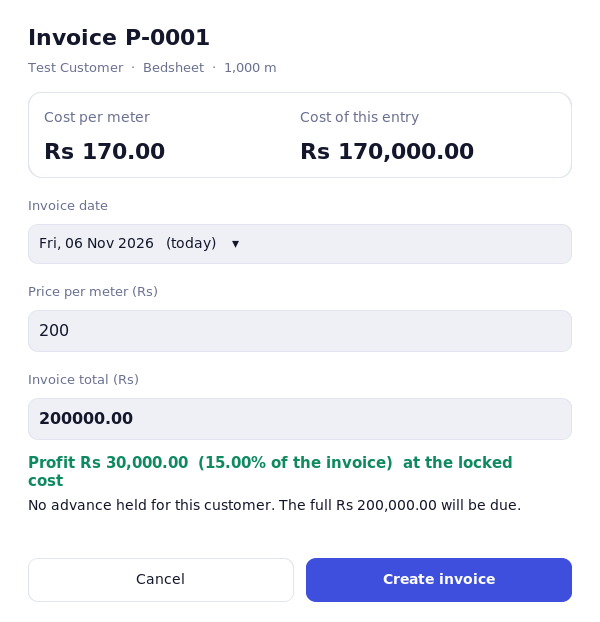 Invoice P-0001
Test Customer · Bedsheet · 1,000 m
Cost per meter
Cost of this entry
Rs 170.00
Rs 170,000.00
Invoice date
Fri, 06 Nov 2026 (today) ▾
Price per meter (Rs)
200
Invoice total (Rs)
200000.00
Profit Rs 30,000.00 (15.00% of the invoice) at the locked
cost
No advance held for this customer. The full Rs 200,000.00 will be due.
Cancel
Create invoice